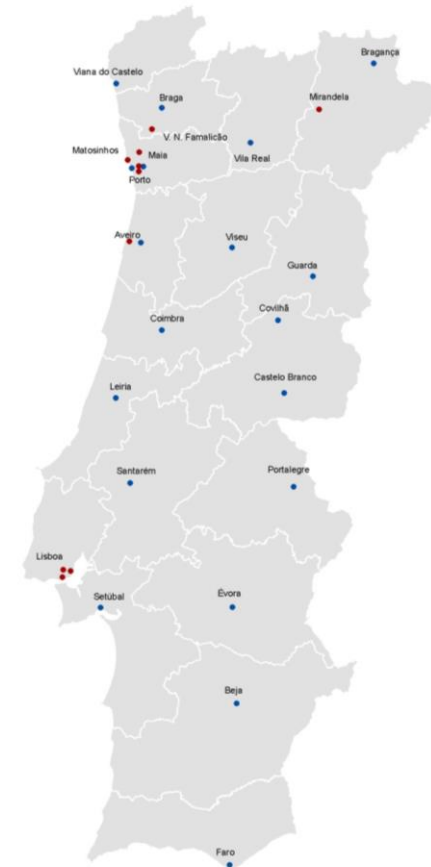 Bragança
Viana do Castelo
Braga
Mirandela
V. N. Famalicão
Matosinhos
Maia
Vila Real
Porto
Aveiro
Viseu
Guarda
Covilhã
Coimbra
Castelo Branco
Leiria
Santarém
Portalegre
Lisboa
Setúbal
Évora
Beja
Faro